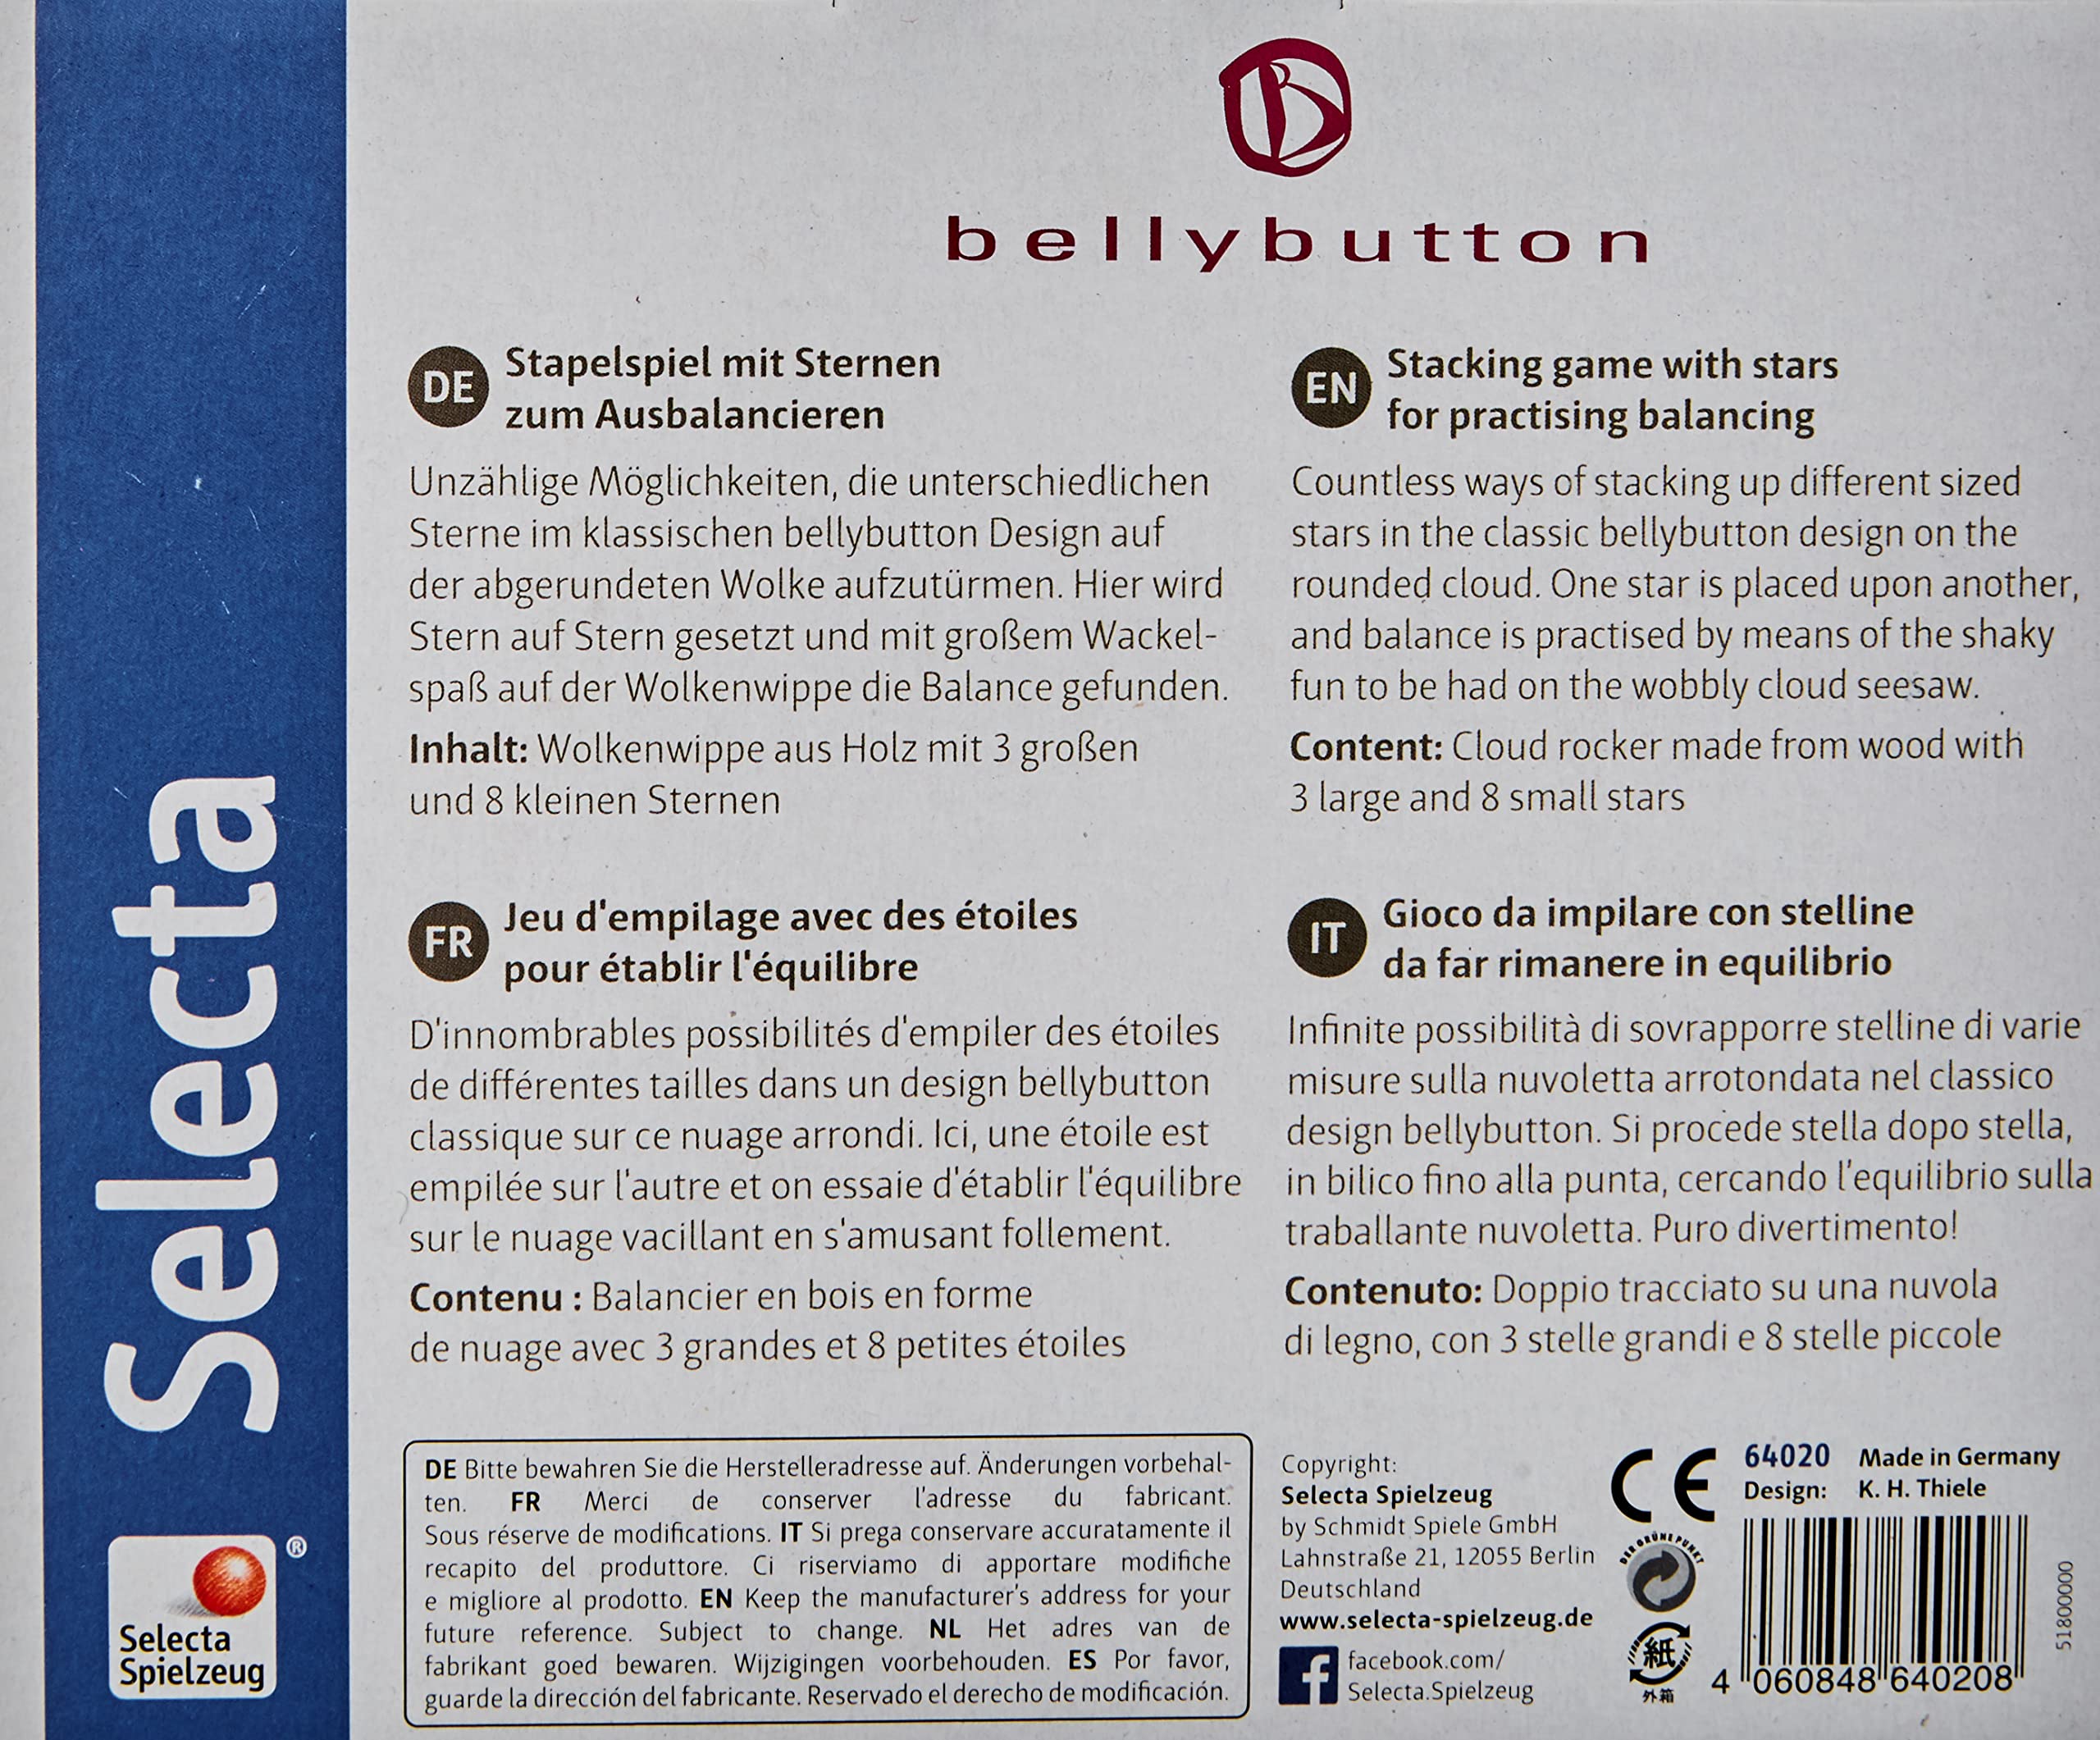 bellybutton
DE
Stapelspiel mit Sternen
zum Ausbalancieren
Unzählige Möglichkeiten, die unterschiedlichen
Sterne im klassischen bellybutton Design auf
der abgerundeten Wolke aufzutürmen. Hier wird
Stern auf Stern gesetzt und mit großem Wackel-
spaß auf der Wolkenwippe die Balance gefunden.
Inhalt: Wolkenwippe aus Holz mit 3 großen
und 8 kleinen Sternen
EN
Stacking game with stars
for practising balancing
Countless ways of stacking up different sized
stars in the classic bellybutton design on the
rounded cloud. One star is placed upon another,
and balance is practised by means of the shaky
fun to be had on the wobbly cloud seesaw.
Content: Cloud rocker made from wood with
3 large and 8 small stars
FR
Jeu d'empilage avec des étoiles
pour établir l'équilibre
D'innombrables possibilités d'empiler des étoiles
de différentes tailles dans un design bellybutton
classique sur ce nuage arrondi. Ici, une étoile est
empilée sur l'autre et on essaie d'établir l'équilibre
sur le nuage vacillant en s'amusant follement.
Contenu : Balancier en bois en forme
de nuage avec 3 grandes et 8 petites étoiles
IT
Gioco da impilare con stelline
da far rimanere in equilibrio
Infinite possibilità di sovrapporre stelline di varie
misure sulla nuvoletta arrotondata nel classico
design bellybutton. Si procede stella dopo stella,
in bilico fino alla punta, cercando l'equilibrio sulla
traballante nuvoletta. Puro divertimento!
Contenuto: Doppio tracciato su una nuvola
di legno, con 3 stelle grandi e 8 stelle piccole
Selecta
Selecta
Spielzeug
®
DE Bitte bewahren Sie die Herstelleradresse auf. Änderungen vorbehal-
ten. FR Merci de conserver l'adresse du fabricant.
Sous réserve de modifications. IT Si prega conservare accuratamente il
recapito del produttore. Ci riserviamo di apportare modifiche
e migliore al prodotto. EN Keep the manufacturer's address for your
future reference. Subject to change. NL Het adres van de
fabrikant goed bewaren. Wijzigingen voorbehouden. ES Por favor,
guarde la dirección del fabricante. Reservado el derecho de modificación.
Copyright:
Selecta Spielzeug
by Schmidt Spiele GmbH
Lahnstraße 21, 12055 Berlin
Deutschland
www.selecta-spielzeug.de
facebook.com/
Selecta.Spielzeug
CE
DER GRÜNE PUNKT
紙
外箱
64020 Made in Germany
Design: K. H. Thiele
4 060848 640208
51800000